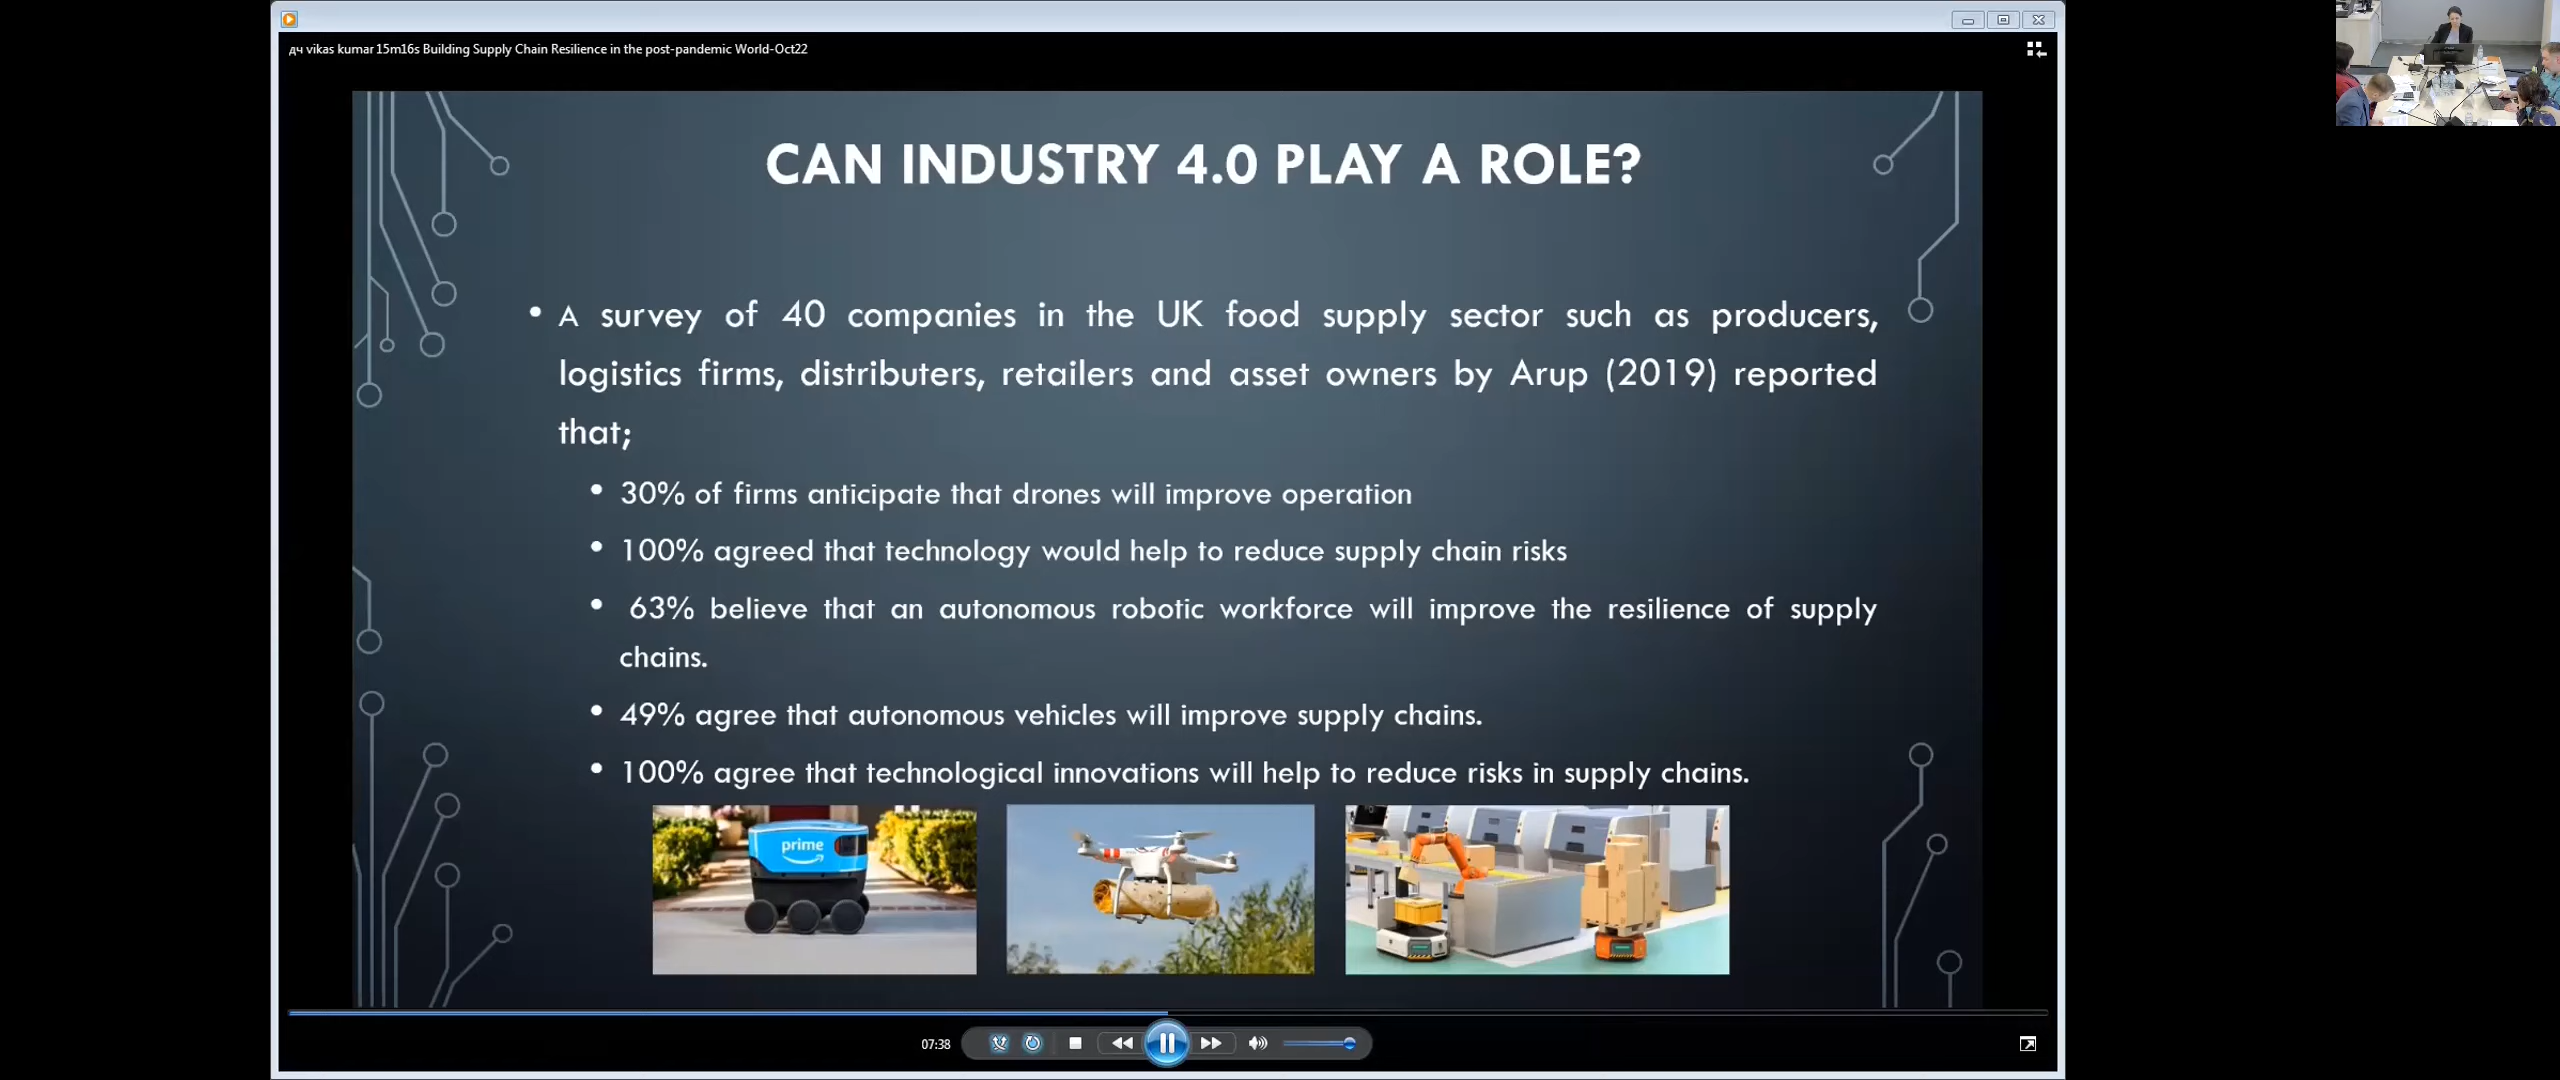 дч vikas kumar 15m16s Building Supply Chain Resilience in the post-pandemic World-Oct22
CAN INDUSTRY 4.0 PLAY A ROLE?
• A survey of 40 companies in the UK food supply sector such as producers,
logistics firms, distributers, retailers and asset owners by Arup (2019) reported
that;
• 30% of firms anticipate that drones will improve operation
• 100% agreed that technology would help to reduce supply chain risks
• 63% believe that an autonomous robotic workforce will improve the resilience of supply
chains.
• 49% agree that autonomous vehicles will improve supply chains.
• 100% agree that technological innovations will help to reduce risks in supply chains.
prime
07:38